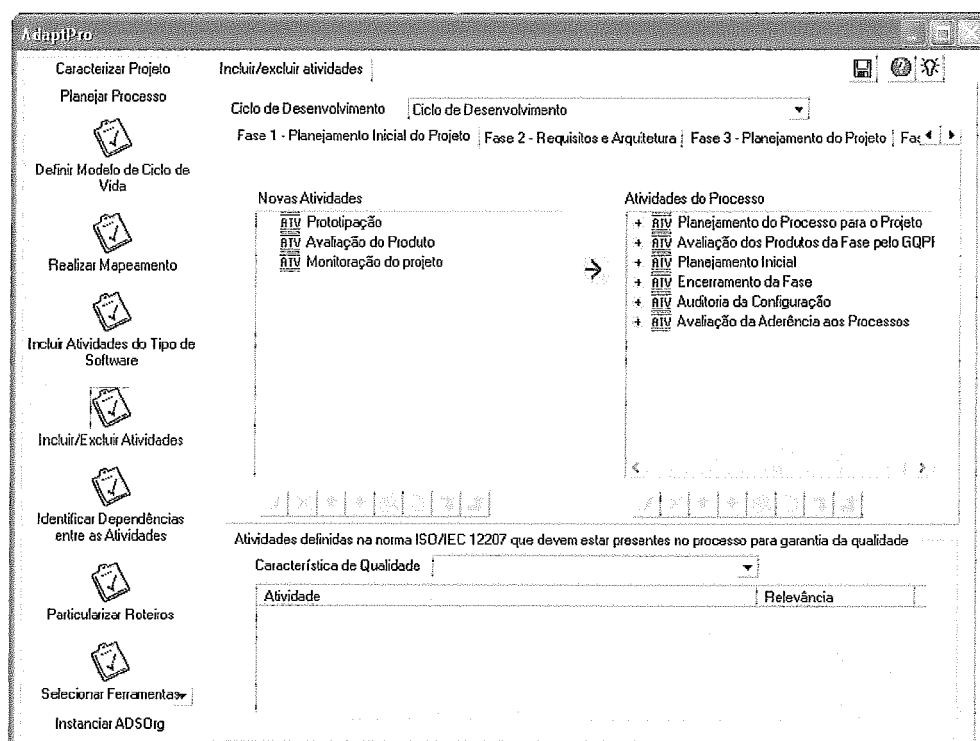 AdaptPro
Caracterizar Projeto
Planejar Processo
Definir Modelo de Ciclo de
Vida
Realizar Mapeamento
Incluir Atividades do Tipo de
Software
Incluir/Excluir Atividades
Identificar Dependências
entre as Atividades
Particularizar Roteiros
Selecionar Ferramentas
Instanciar ADSOrg
Incluir/excluir atividades
Ciclo de Desenvolvimento
Ciclo de Desenvolvimento
Fase 1 - Planejamento Inicial do Projeto
Fase 2 - Requisitos e Arquitetura
Fase 3 - Planejamento do Projeto
Fas
Novas Atividades
ATV Prototipação
ATV Avaliação do Produto
ATV Monitoração do projeto
Atividades do Processo
+ ATV Planejamento do Processo para o Projeto
+ ATV Avaliação dos Produtos da Fase pelo GQPF
+ ATV Planejamento Inicial
+ ATV Encerramento da Fase
+ ATV Auditoria da Configuração
+ ATV Avaliação da Aderência aos Processos
Atividades definidas na norma ISO/IEC 12207 que devem estar presentes no processo para garantia da qualidade
Característica de Qualidade
Atividade
Relevância